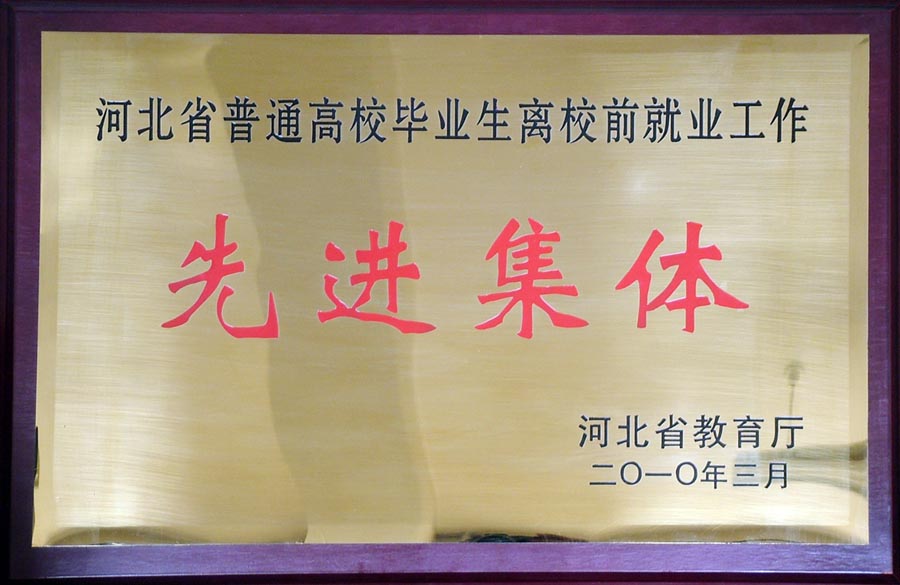 河北省普通高校毕业生离校前就业工作
先进集体
河北省教育厅
二〇一〇年三月